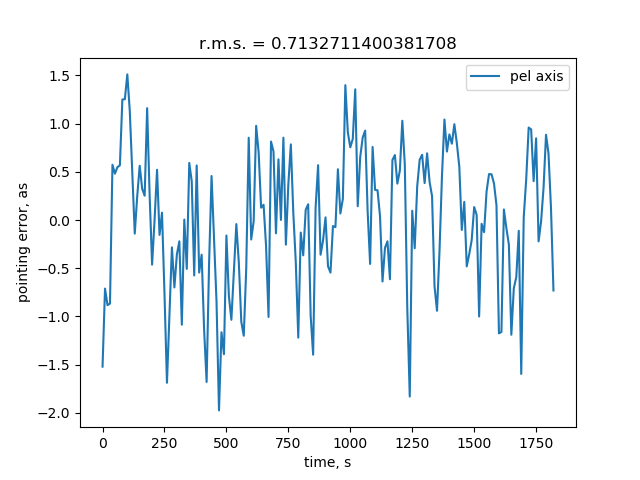 r.m.s. = 0.7132711400381708
pel axis
1.5
1.0
0.5
0.0
−0.5
−1.0
−1.5
−2.0
pointing error, as
0 250 500 750 1000 1250 1500 1750
time, s